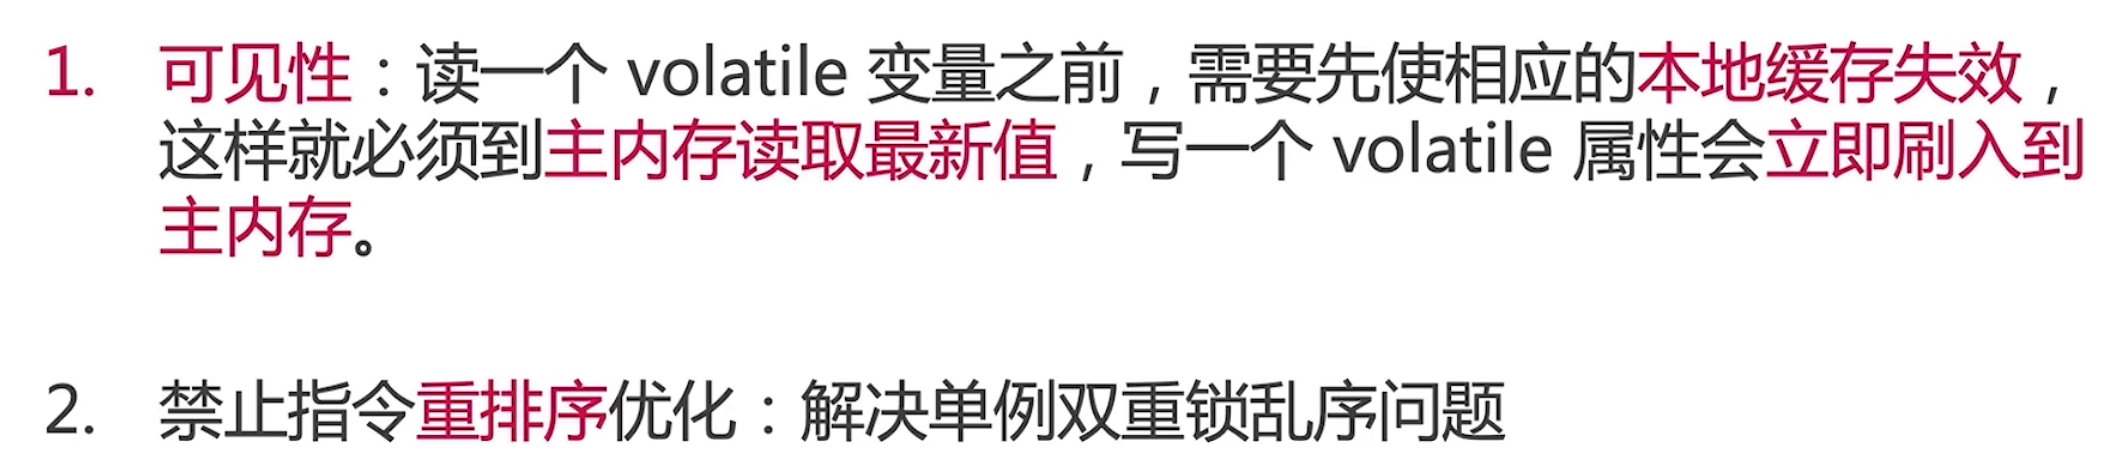 1. 可见性：读一个 volatile 变量之前，需要先使相应的本地缓存失效，
这样就必须到主内存读取最新值，写一个 volatile 属性会立即刷入到
主内存。
2. 禁止指令重排序优化：解决单例双重锁乱序问题